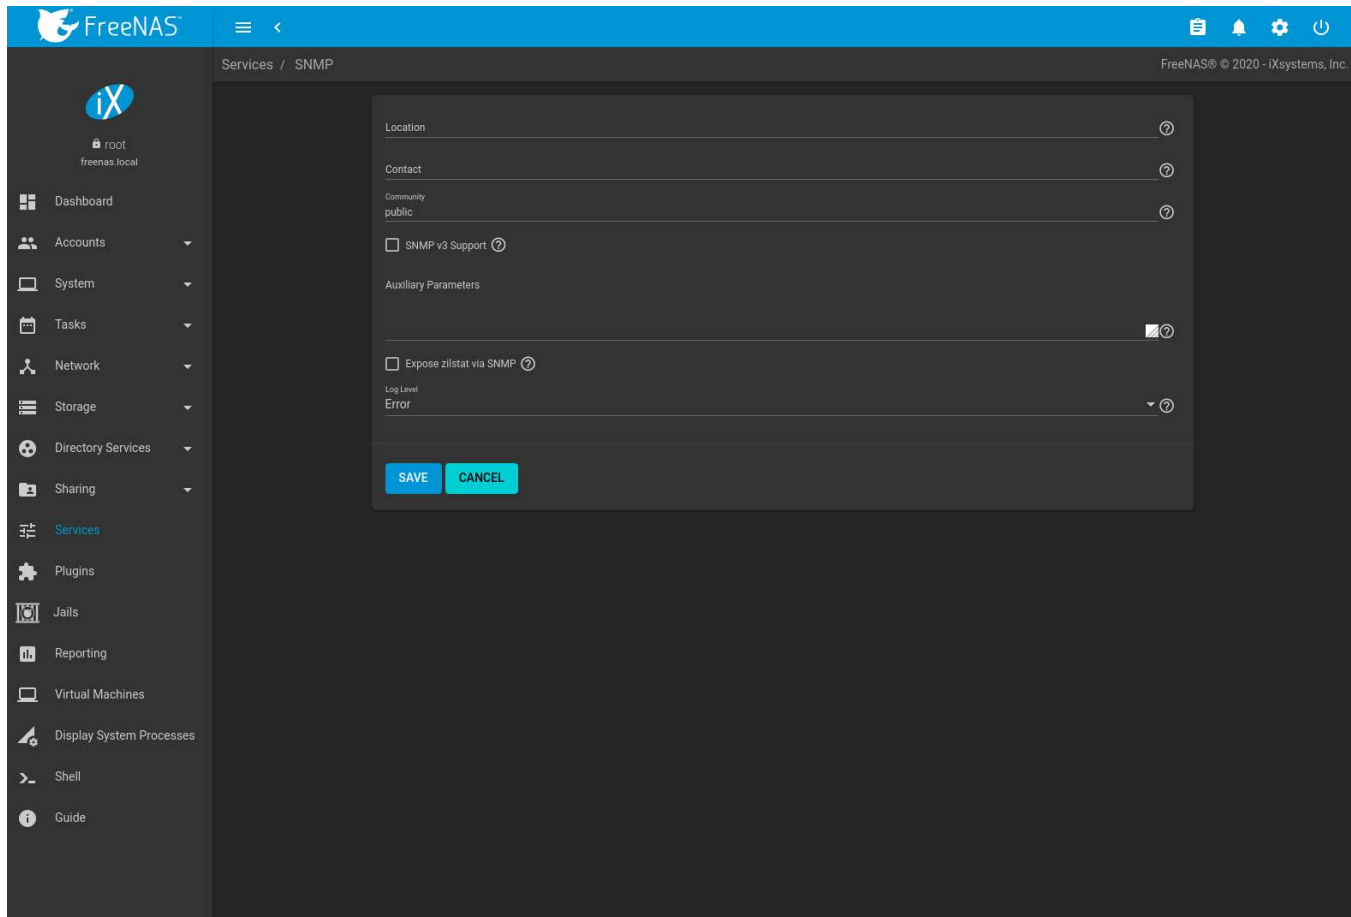 FreeNAS
Services / SNMP
FreeNAS® © 2020 - iXsystems, Inc.
iX
root
freenas.local
Dashboard
Accounts
System
Tasks
Network
Storage
Directory Services
Sharing
Services
Plugins
Jails
Reporting
Virtual Machines
Display System Processes
Shell
Guide
Location
Contact
Community
public
SNMP v3 Support
Auxiliary Parameters
Expose zilstat via SNMP
Log Level
Error
SAVE CANCEL